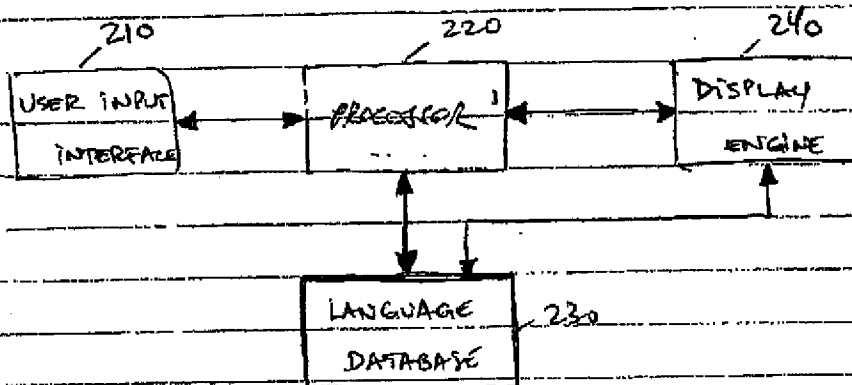 210
220
240
USER INPUT
INTERFACE
PROCESSOR
DISPLAY
ENGINE
LANGUAGE
DATABASE
230